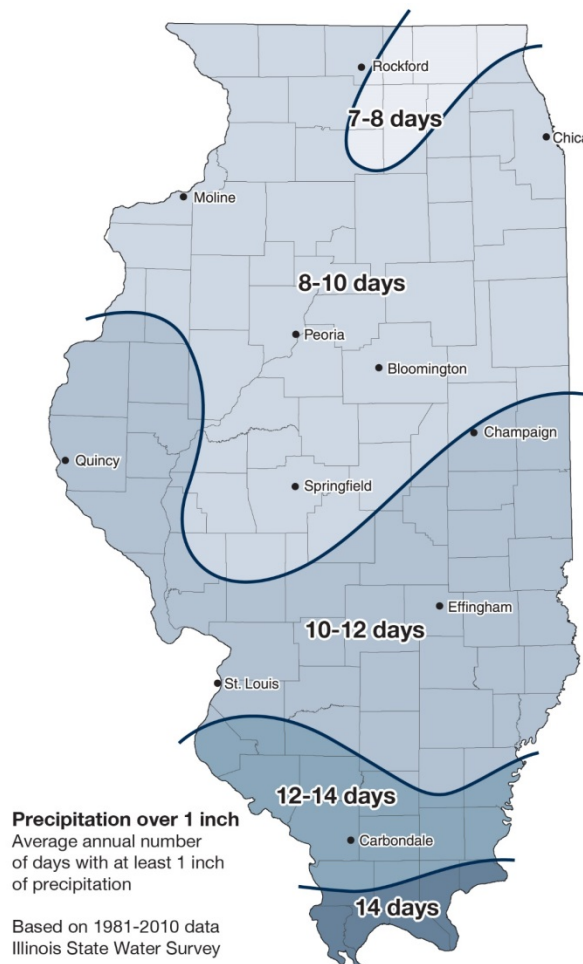 Rockford
7-8 days
Chica
Moline
8-10 days
Peoria
Bloomington
Champaign
Quincy
Springfield
Effingham
10-12 days
St. Louis
12-14 days
Carbondale
14 days
Precipitation over 1 inch
Average annual number
of days with at least 1 inch
of precipitation
Based on 1981-2010 data
Illinois State Water Survey